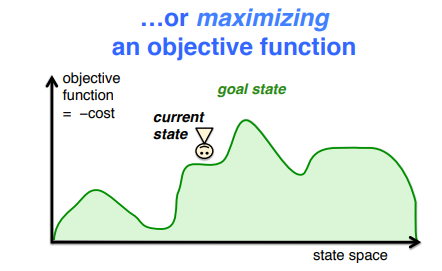 …or maximizing
an objective function
objective
function
= –cost
goal state
current
state
state space